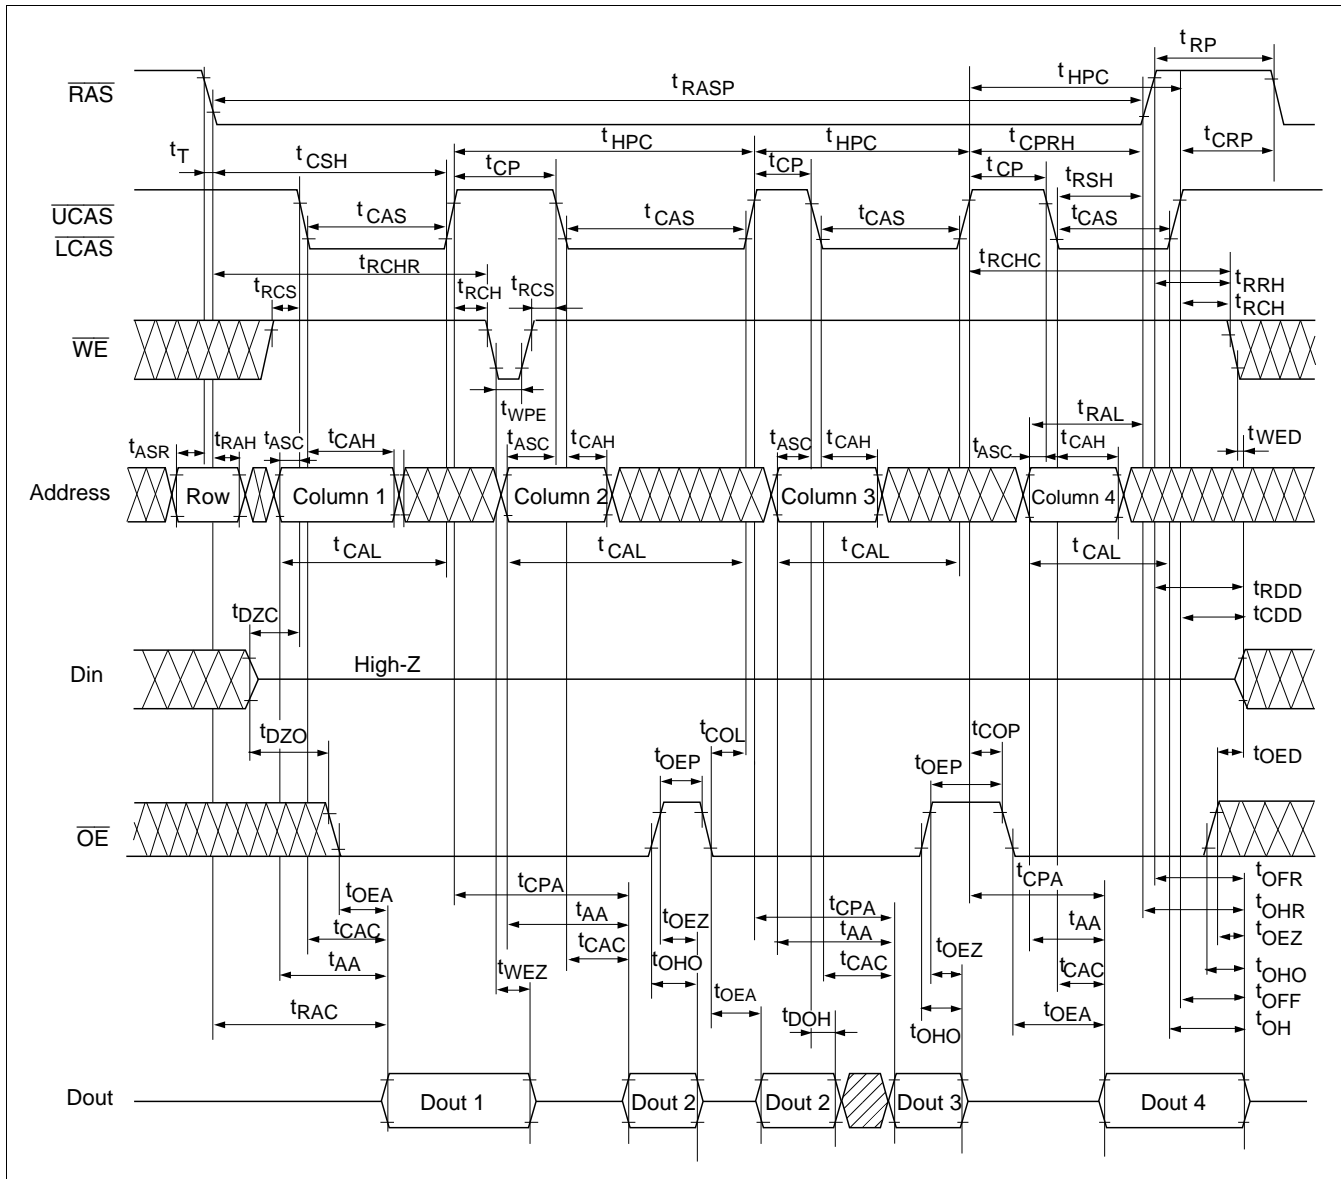 tRP
tHPC
RAS
tRASP
tHPC
tHPC
tCPRH
tCRP
tT
tCSH
tCP
tCP
tCP
tRSH
UCAS
LCAS
tCAS
tCAS
tCAS
tCAS
tRCHR
tRCHC
tRCS
tRCH
tRCS
tRRH
tRCH
WE
tWPE
tRAL
tWED
tASR
tRAH
tASC
tCAH
tASC
tCAH
tASC
tCAH
tASC
tCAH
Address
Row
Column 1
Column 2
Column 3
Column 4
tCAL
tCAL
tCAL
tCAL
tRDD
tCDD
tDZC
Din
High-Z
tDZO
tCOL
tCOP
tOED
tOEP
tOEP
OE
tOEA
tCPA
tCPA
tOFR
tCAC
tAA
tOEZ
tCPA
tAA
tOHR
tOEZ
tAA
tCAC
tOHO
tAA
tCAC
tOEZ
tCAC
tOHO
tRAC
tWEZ
tOEA
tDOH
tOHO
tOEA
tOFF
tOH
Dout
Dout 1
Dout 2
Dout 2
Dout 3
Dout 4